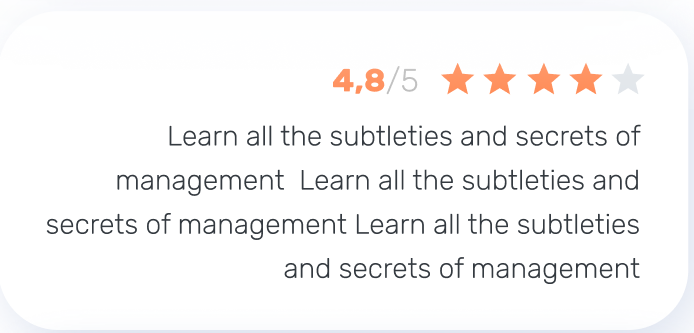 4,8/5
Learn all the subtleties and secrets of
management  Learn all the subtleties and
secrets of management Learn all the subtleties
and secrets of management